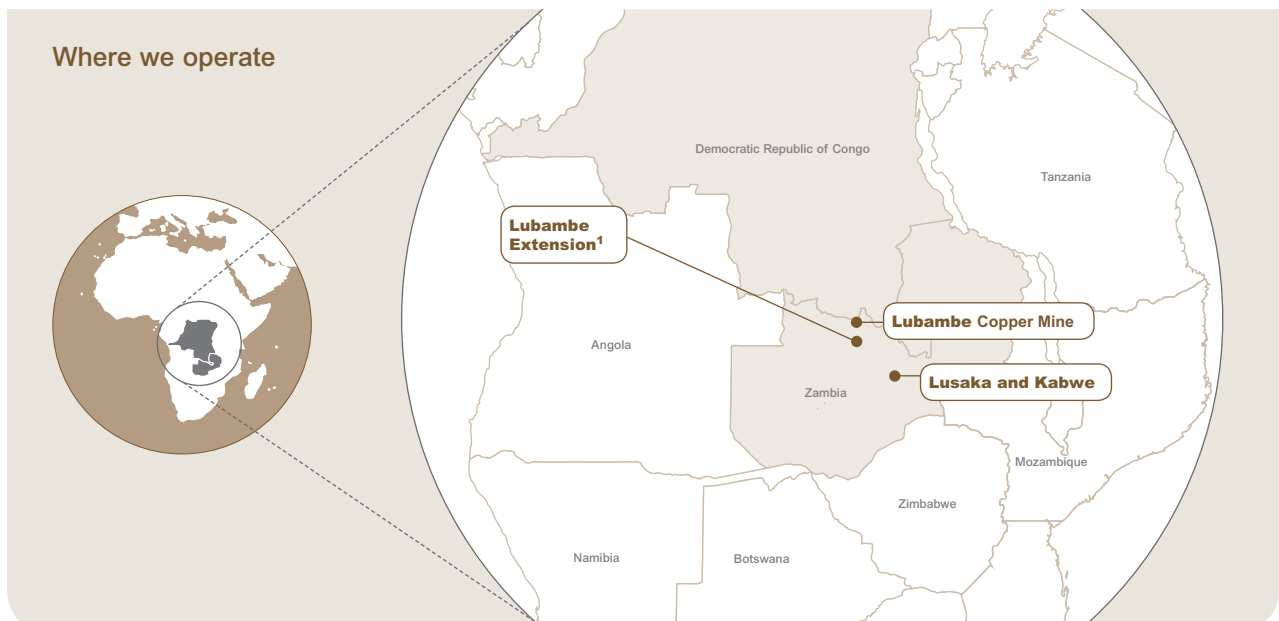 Where we operate
Democratic Republic of Congo
Tanzania
Lubambe
Extension¹
Lubambe Copper Mine
Angola
Lusaka and Kabwe
Zambia
Mozambique
Zimbabwe
Namibia
Botswana